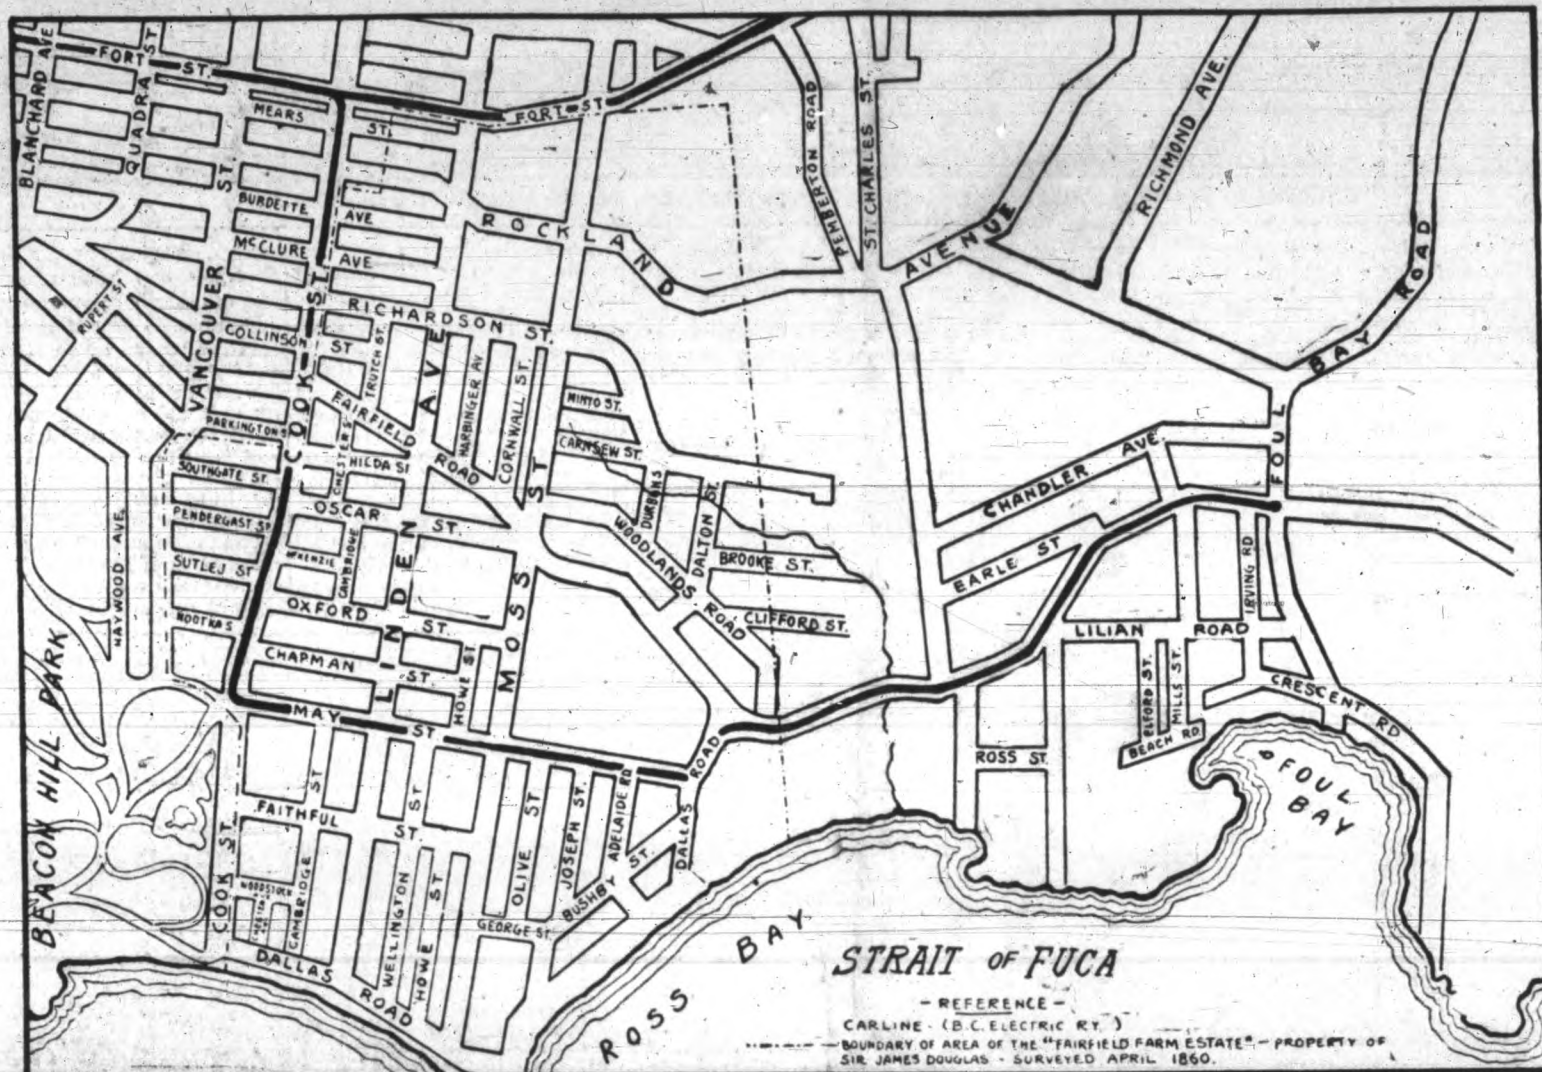 BLANCHARD AVE
FORT ST.
QUADRA ST
MEARS ST.
FORT ST
PEMBERTON ROAD
ST. CHARLES ST.
RICHMOND AVE.
VANCOUVER ST.
BURDETTE AVE
McCLURE AVE
ROCKLAND AVENUE
FOUL BAY ROAD
RUPERT ST
RICHARDSON ST.
COLLINSON ST
COOK ST.
TRUTCH ST.
LINDEN AVE
HARBINGER AV
CORNWALL ST.
MINTO ST.
FAIRFIELD ROAD
PARKINGTON S
CHESTER S
HILDA ST
CARNSEW ST.
SOUTHGATE ST.
DURBAN S
OSCAR ST.
CHANDLER AVE.
PENDERGAST ST
DALTON ST.
WOODLANDS ROAD
HAYWOOD AVE.
McKENZIE
CAMBRIDGE
BROOKE ST.
EARLE ST
IRVING RD
SUTLEJ ST
OXFORD ST.
MOSS ST
CLIFFORD ST.
NOOTKA S
LILIAN ROAD
CHAPMAN ST.
HOWE ST.
ELFORD ST.
MILLS ST.
CRESCENT RD
MAY ST.
BEACH RD
ROSS ST.
BEACON HILL PARK
FOUL BAY
FAITHFUL ST.
ST
ST
OLIVE ST
JOSEPH ST.
ADELAIDE RD
DALLAS ROAD
COOK ST
WOODSTOCK
CAMBRIDGE
WELLINGTON
HOWE ST
GEORGE ST.
BUSHBY ST.
DALLAS ROAD
ROSS BAY
STRAIT OF FUCA
- REFERENCE -
CARLINE - (B.C. ELECTRIC RY.)
BOUNDARY OF AREA OF THE "FAIRFIELD FARM ESTATE" - PROPERTY OF
SIR JAMES DOUGLAS - SURVEYED APRIL 1860.